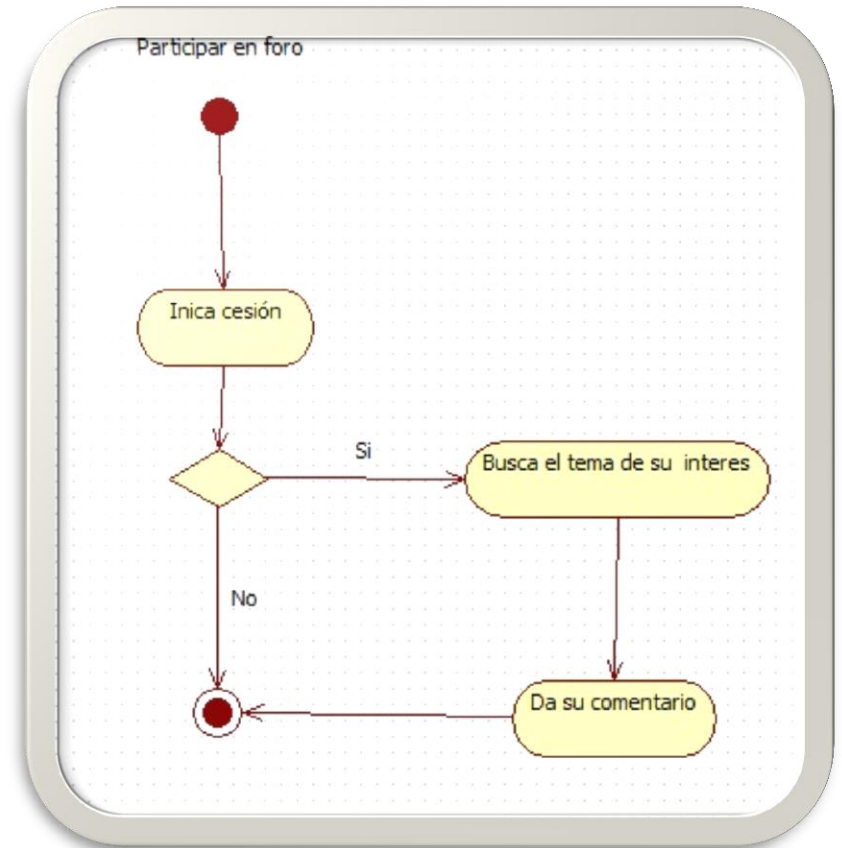 Participar en foro
Inica cesión
Si
Busca el tema de su interes
No
Da su comentario